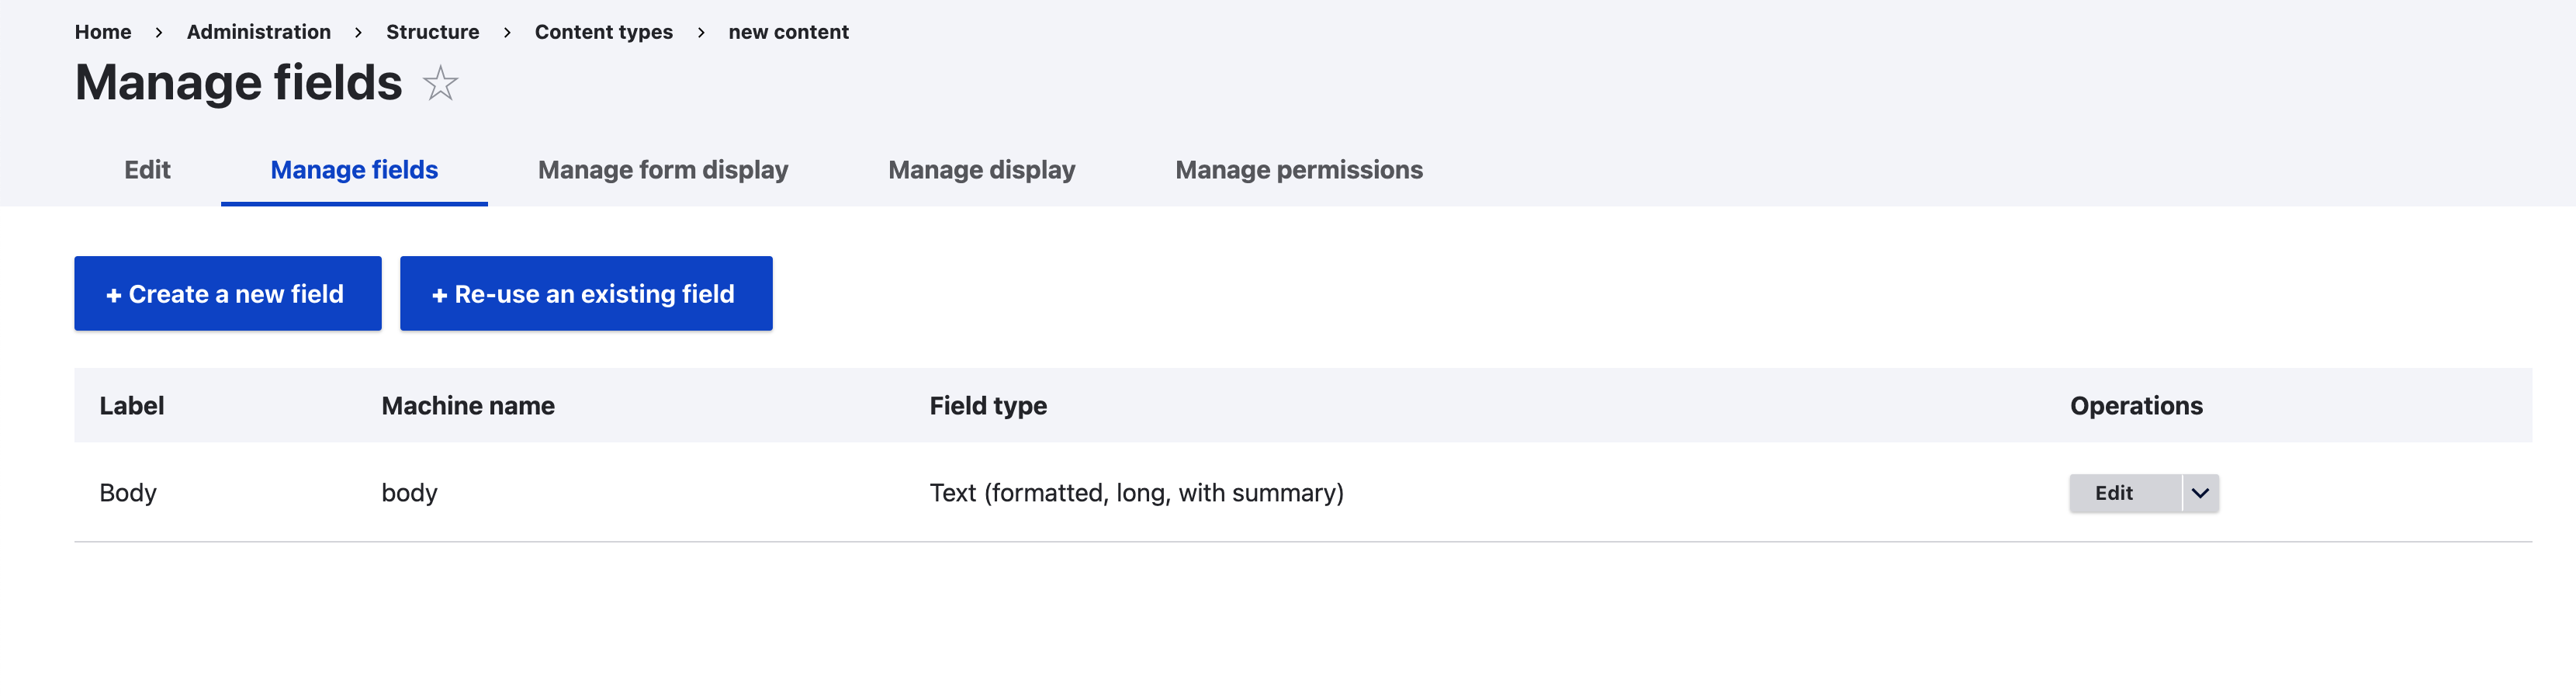 Home > Administration > Structure > Content types > new content
Manage fields
Edit Manage fields Manage form display Manage display Manage permissions
+ Create a new field + Re-use an existing field
Label Machine name Field type Operations
Body body Text (formatted, long, with summary) Edit